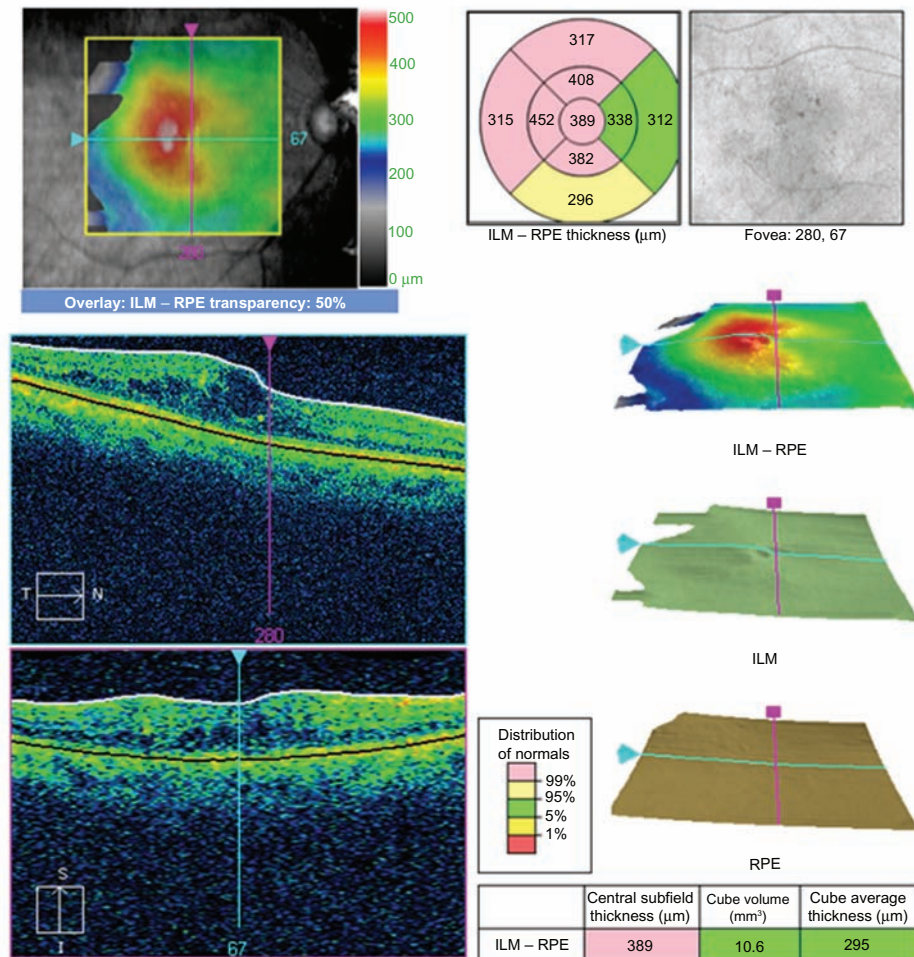 500
400
300
200
100
0 µm
67
280
Overlay: ILM – RPE transparency: 50%
317
408
315
452
389
338
312
382
296
ILM – RPE thickness (µm)
Fovea: 280, 67
T
N
280
S
I
67
ILM – RPE
ILM
RPE
Distribution
of normals
99%
95%
5%
1%
Central subfield
thickness (µm)
Cube volume
(mm³)
Cube average
thickness (µm)
ILM – RPE
389
10.6
295